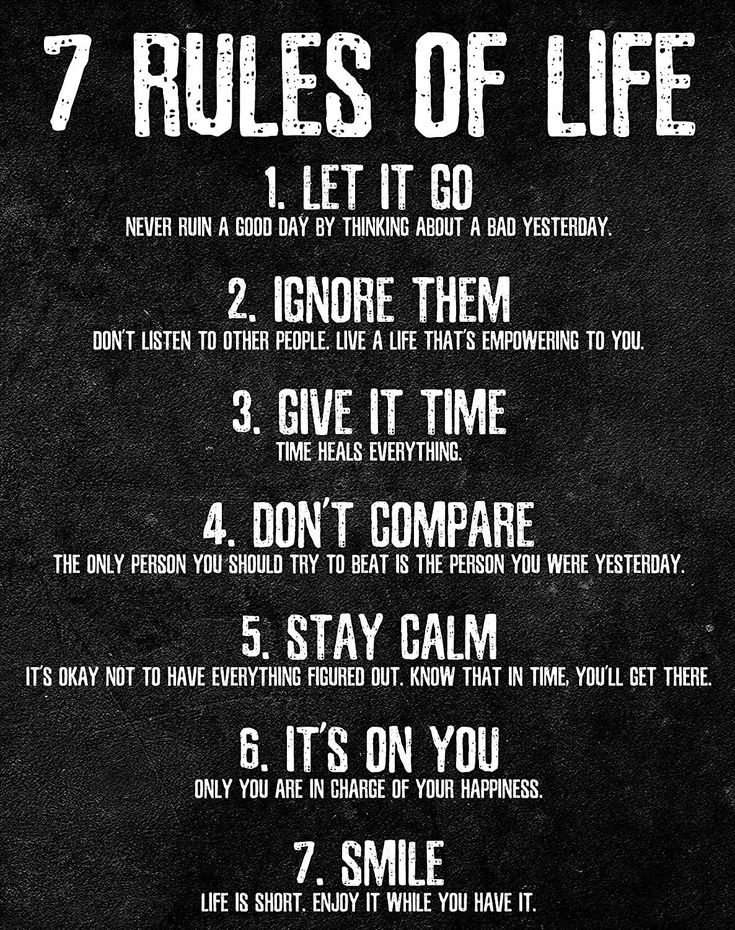 7 RULES OF LIFE
1. LET IT GO
NEVER RUIN A GOOD DAY BY THINKING ABOUT A BAD YESTERDAY.
2. IGNORE THEM
DON'T LISTEN TO OTHER PEOPLE. LIVE A LIFE THAT'S EMPOWERING TO YOU.
3. GIVE IT TIME
TIME HEALS EVERYTHING.
4. DON'T COMPARE
THE ONLY PERSON YOU SHOULD TRY TO BEAT IS THE PERSON YOU WERE YESTERDAY.
5. STAY CALM
IT'S OKAY NOT TO HAVE EVERYTHING FIGURED OUT. KNOW THAT IN TIME, YOU'LL GET THERE.
6. IT'S ON YOU
ONLY YOU ARE IN CHARGE OF YOUR HAPPINESS.
7. SMILE
LIFE IS SHORT. ENJOY IT WHILE YOU HAVE IT.